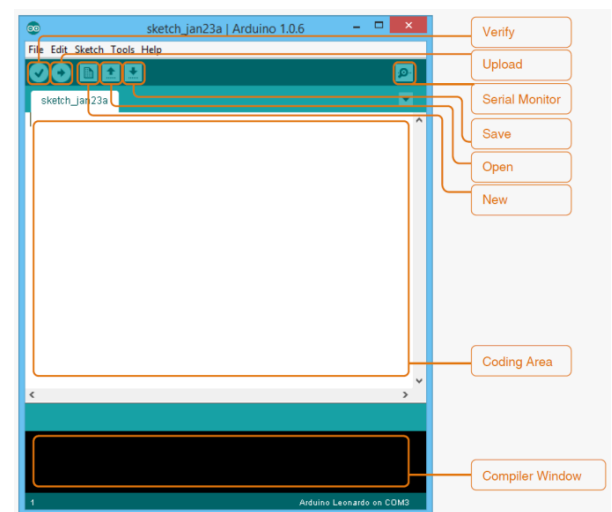 sketch_jan23a | Arduino 1.0.6
File Edit Sketch Tools Help
sketch_jan23a
Verify
Upload
Serial Monitor
Save
Open
New
Coding Area
Compiler Window
1
Arduino Leonardo on COM3